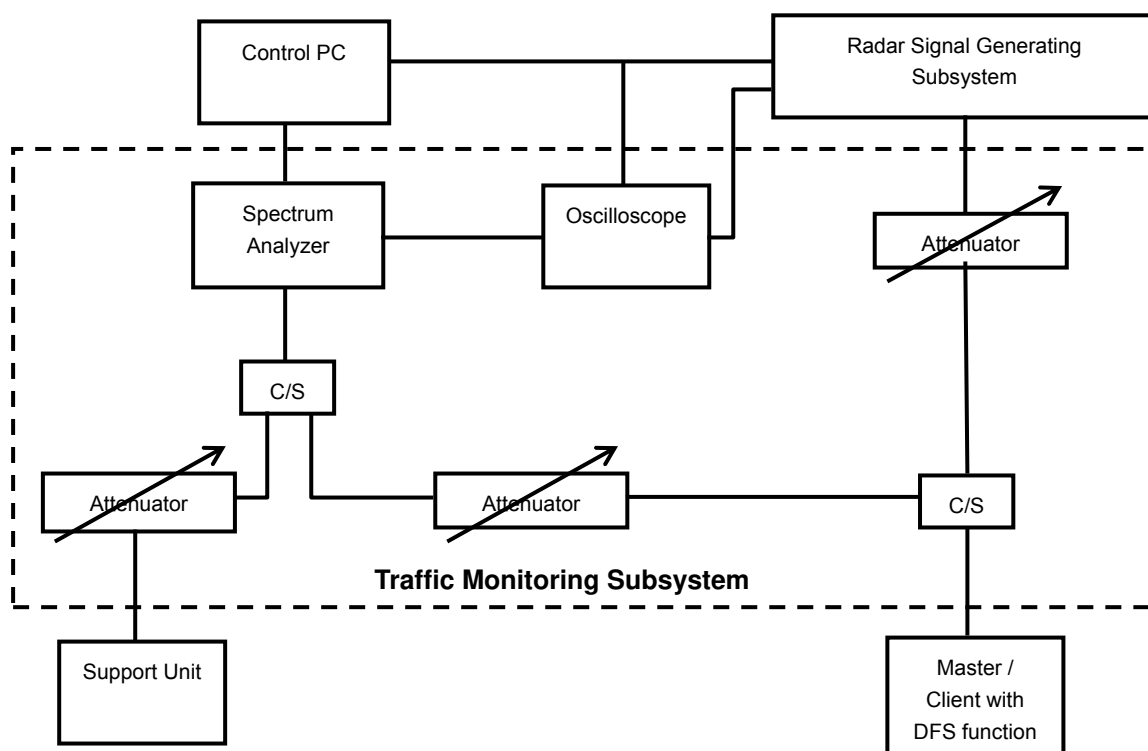 Control PC
Radar Signal Generating
Subsystem
Spectrum
Analyzer
Oscilloscope
Attenuator
C/S
Attenuator
Attenuator
C/S
Traffic Monitoring Subsystem
Support Unit
Master /
Client with
DFS function